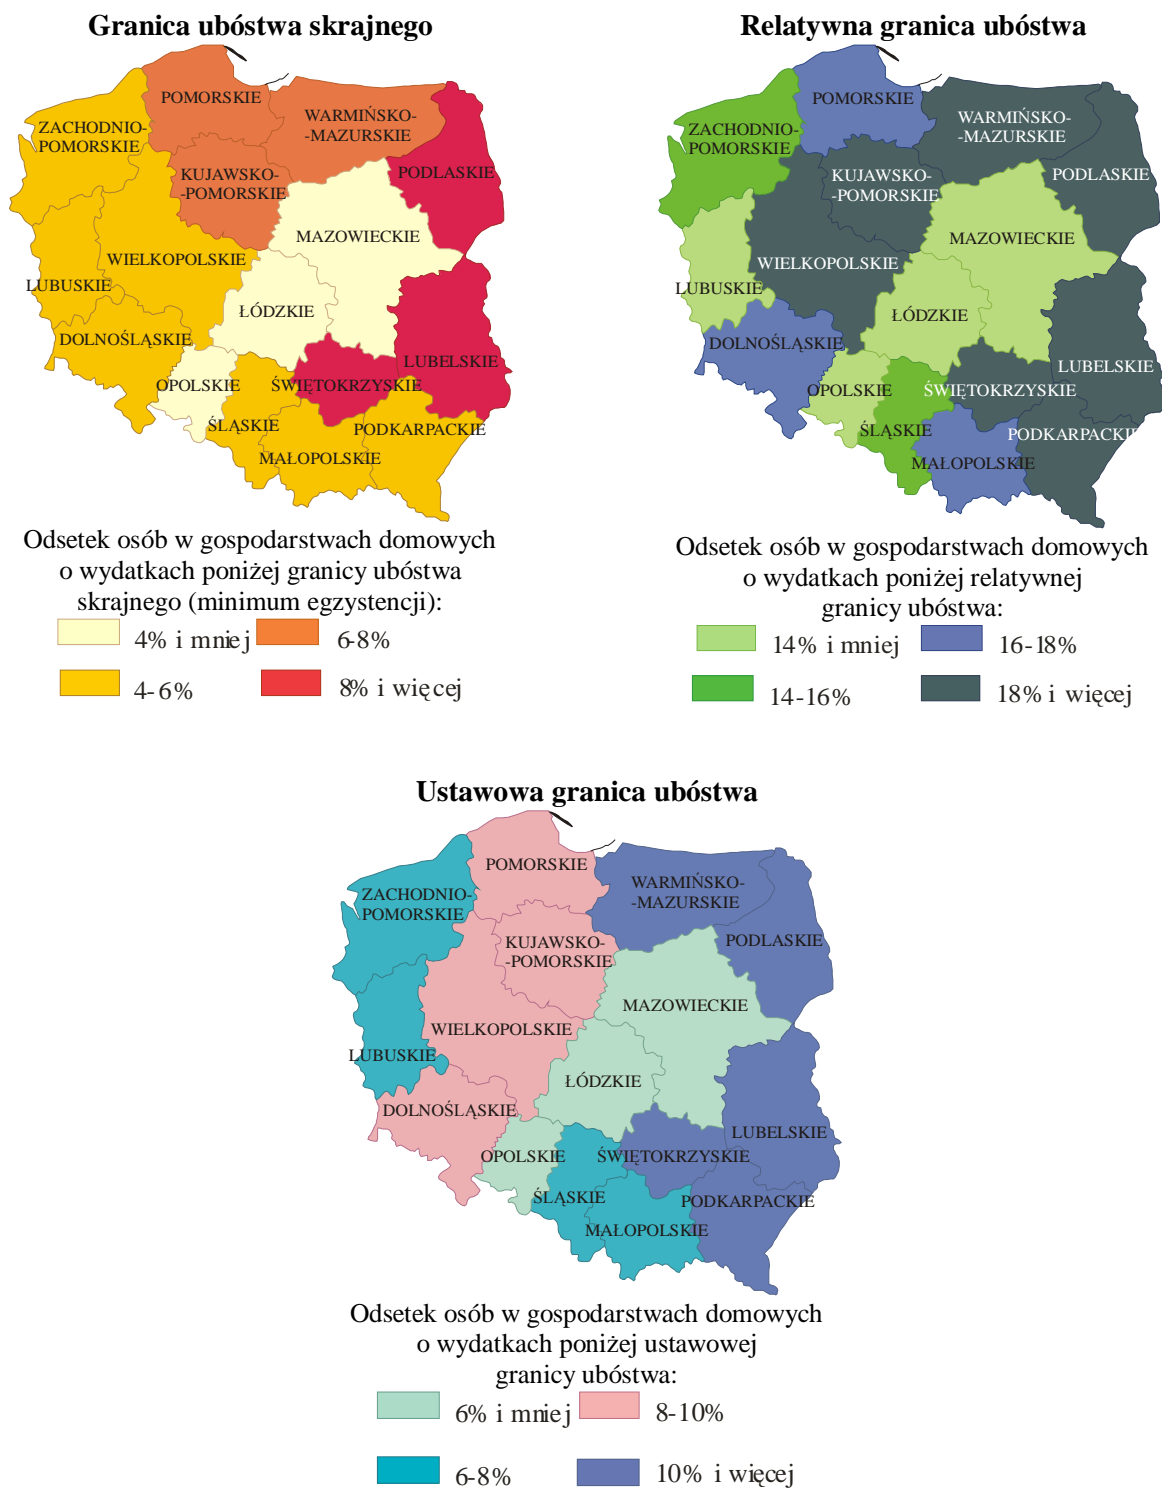 Granica ubóstwa skrajnego
POMORSKIE
ZACHODNIO-
POMORSKIE
WARMIŃSKO-
-MAZURSKIE
KUJAWSKO-
-POMORSKIE
PODLASKIE
MAZOWIECKIE
WIELKOPOLSKIE
LUBUSKIE
ŁÓDZKIE
DOLNOŚLĄSKIE
LUBELSKIE
OPOLSKIE
ŚWIĘTOKRZYSKIE
ŚLĄSKIE
PODKARPACKIE
MAŁOPOLSKIE
Odsetek osób w gospodarstwach domowych
o wydatkach poniżej granicy ubóstwa
skrajnego (minimum egzystencji):
4% i mniej
6-8%
4-6%
8% i więcej
Relatywna granica ubóstwa
POMORSKIE
ZACHODNIO-
POMORSKIE
WARMIŃSKO-
-MAZURSKIE
KUJAWSKO-
-POMORSKIE
PODLASKIE
MAZOWIECKIE
WIELKOPOLSKIE
LUBUSKIE
ŁÓDZKIE
DOLNOŚLĄSKIE
LUBELSKIE
OPOLSKIE
ŚWIĘTOKRZYSKIE
ŚLĄSKIE
PODKARPACKIE
MAŁOPOLSKIE
Odsetek osób w gospodarstwach domowych
o wydatkach poniżej relatywnej
granicy ubóstwa:
14% i mniej
16-18%
14-16%
18% i więcej
Ustawowa granica ubóstwa
POMORSKIE
ZACHODNIO-
POMORSKIE
WARMIŃSKO-
-MAZURSKIE
KUJAWSKO-
-POMORSKIE
PODLASKIE
MAZOWIECKIE
WIELKOPOLSKIE
LUBUSKIE
ŁÓDZKIE
DOLNOŚLĄSKIE
LUBELSKIE
OPOLSKIE
ŚWIĘTOKRZYSKIE
ŚLĄSKIE
PODKARPACKIE
MAŁOPOLSKIE
Odsetek osób w gospodarstwach domowych
o wydatkach poniżej ustawowej
granicy ubóstwa:
6% i mniej
8-10%
6-8%
10% i więcej